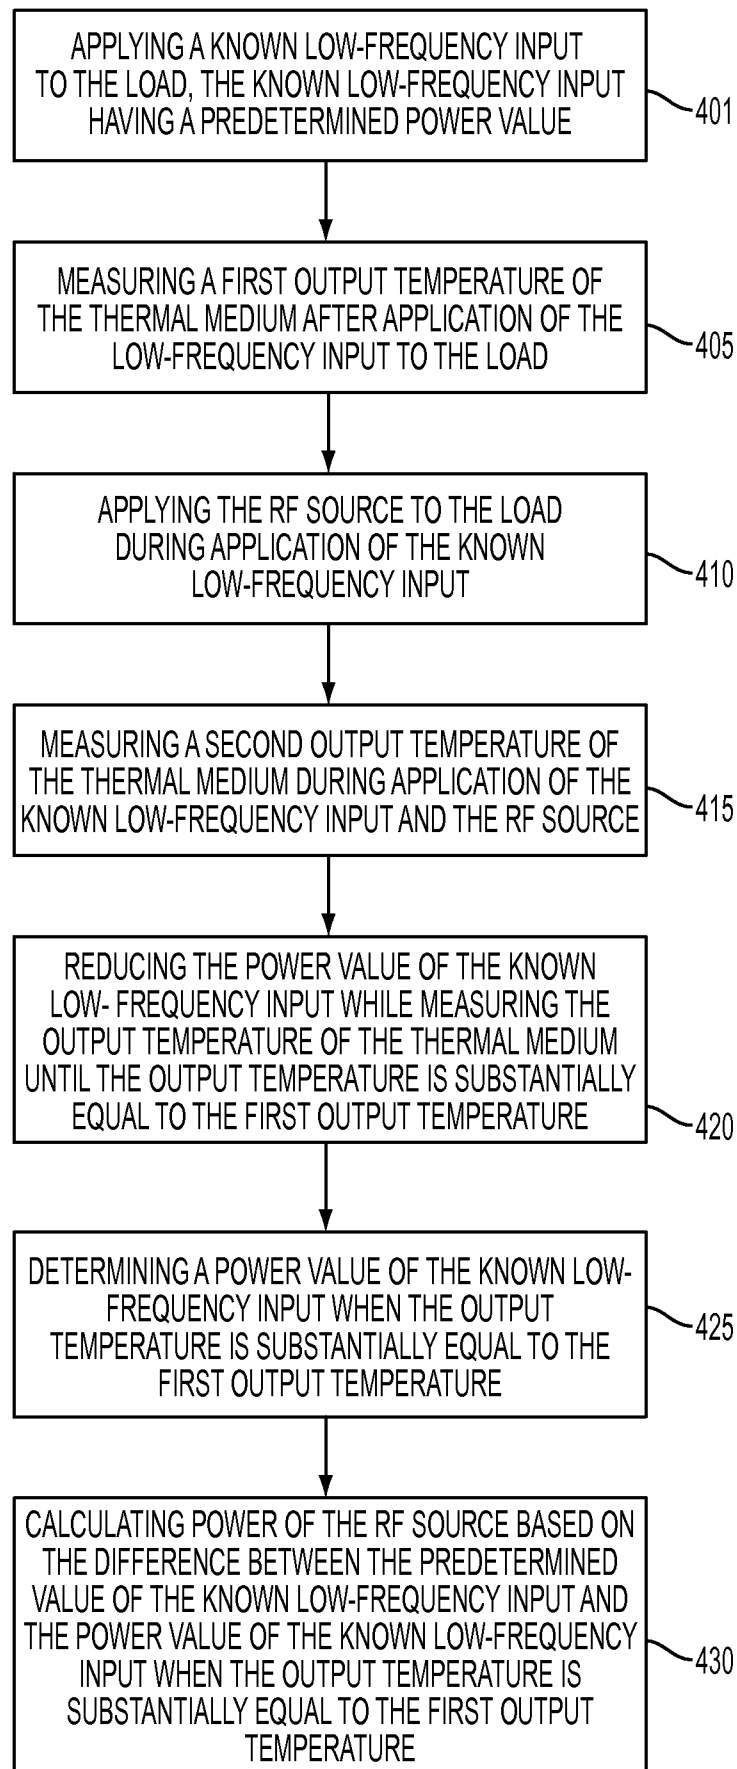 APPLYING A KNOWN LOW-FREQUENCY INPUT
TO THE LOAD, THE KNOWN LOW-FREQUENCY INPUT
HAVING A PREDETERMINED POWER VALUE
401
MEASURING A FIRST OUTPUT TEMPERATURE OF
THE THERMAL MEDIUM AFTER APPLICATION OF THE
LOW-FREQUENCY INPUT TO THE LOAD
405
APPLYING THE RF SOURCE TO THE LOAD
DURING APPLICATION OF THE KNOWN
LOW-FREQUENCY INPUT
410
MEASURING A SECOND OUTPUT TEMPERATURE OF
THE THERMAL MEDIUM DURING APPLICATION OF THE
KNOWN LOW-FREQUENCY INPUT AND THE RF SOURCE
415
REDUCING THE POWER VALUE OF THE KNOWN
LOW- FREQUENCY INPUT WHILE MEASURING THE
OUTPUT TEMPERATURE OF THE THERMAL MEDIUM
UNTIL THE OUTPUT TEMPERATURE IS SUBSTANTIALLY
EQUAL TO THE FIRST OUTPUT TEMPERATURE
420
DETERMINING A POWER VALUE OF THE KNOWN LOW-
FREQUENCY INPUT WHEN THE OUTPUT
TEMPERATURE IS SUBSTANTIALLY EQUAL TO THE
FIRST OUTPUT TEMPERATURE
425
CALCULATING POWER OF THE RF SOURCE BASED ON
THE DIFFERENCE BETWEEN THE PREDETERMINED
VALUE OF THE KNOWN LOW-FREQUENCY INPUT AND
THE POWER VALUE OF THE KNOWN LOW-FREQUENCY
INPUT WHEN THE OUTPUT TEMPERATURE IS
SUBSTANTIALLY EQUAL TO THE FIRST OUTPUT
TEMPERATURE
430